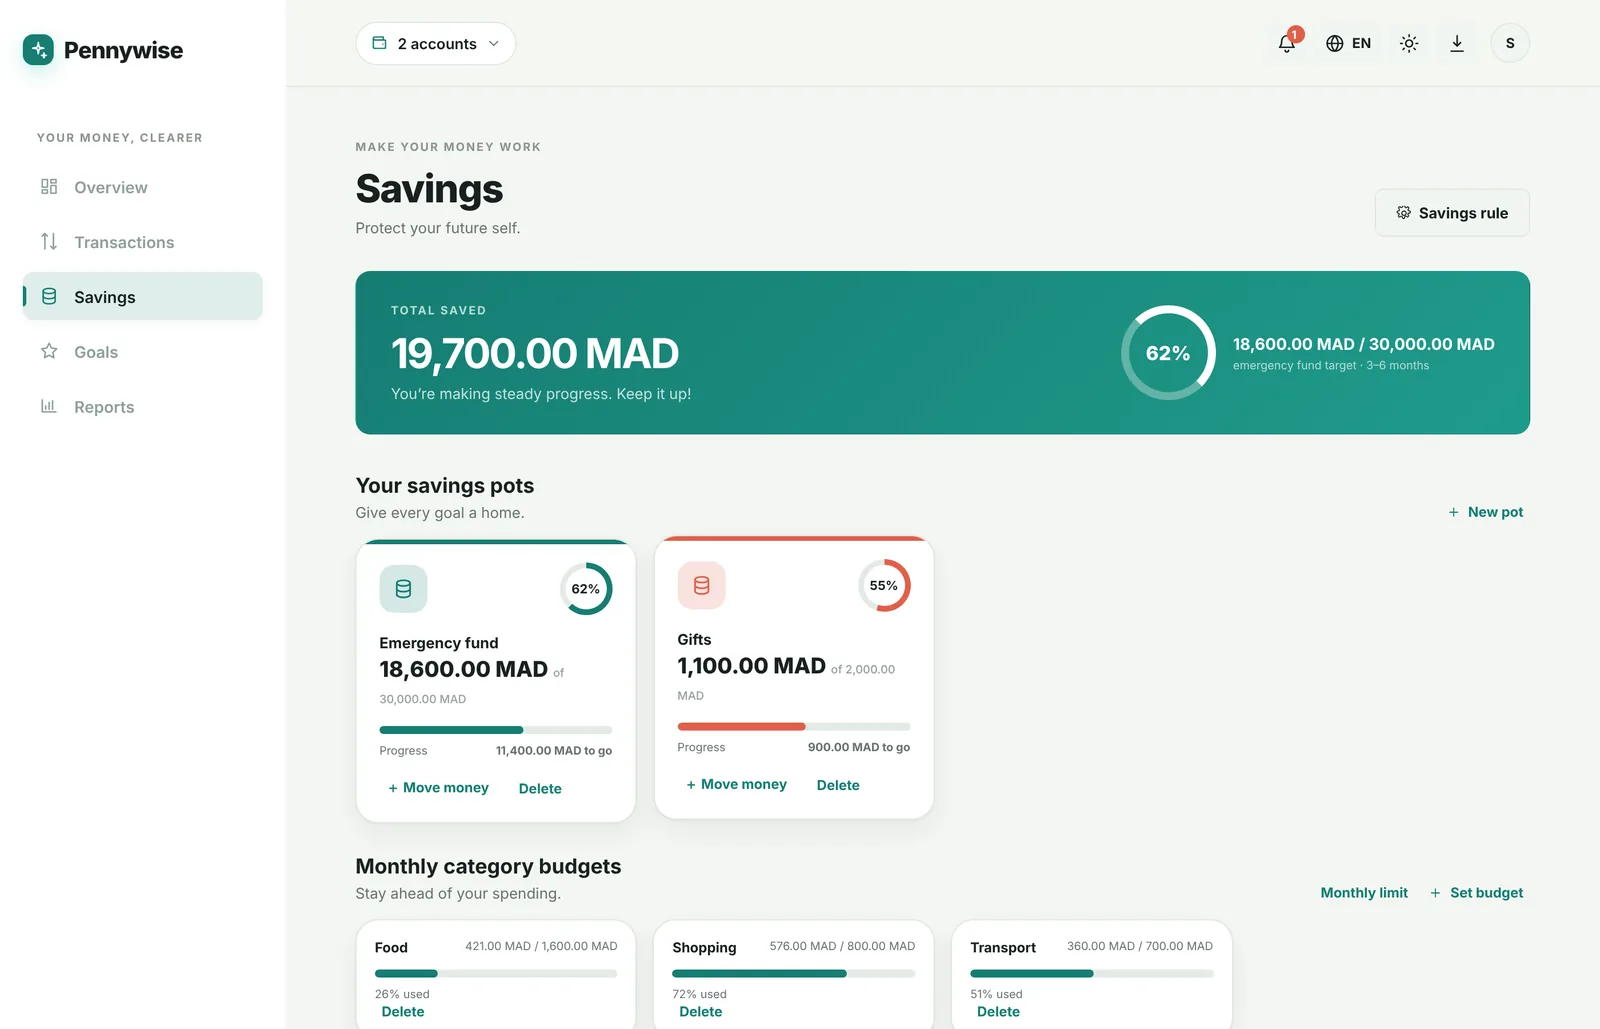 Pennywise
2 accounts
1
EN
S
YOUR MONEY, CLEARER
Overview
Transactions
Savings
Goals
Reports
MAKE YOUR MONEY WORK
Savings
Protect your future self.
Savings rule
TOTAL SAVED
19,700.00 MAD
You're making steady progress. Keep it up!
62%
18,600.00 MAD / 30,000.00 MAD
emergency fund target · 3–6 months
Your savings pots
Give every goal a home.
+ New pot
62%
Emergency fund
18,600.00 MAD of
30,000.00 MAD
Progress 11,400.00 MAD to go
+ Move money Delete
55%
Gifts
1,100.00 MAD of 2,000.00
MAD
Progress 900.00 MAD to go
+ Move money Delete
Monthly category budgets
Stay ahead of your spending.
Monthly limit + Set budget
Food 421.00 MAD / 1,600.00 MAD
26% used
Delete
Shopping 576.00 MAD / 800.00 MAD
72% used
Delete
Transport 360.00 MAD / 700.00 MAD
51% used
Delete